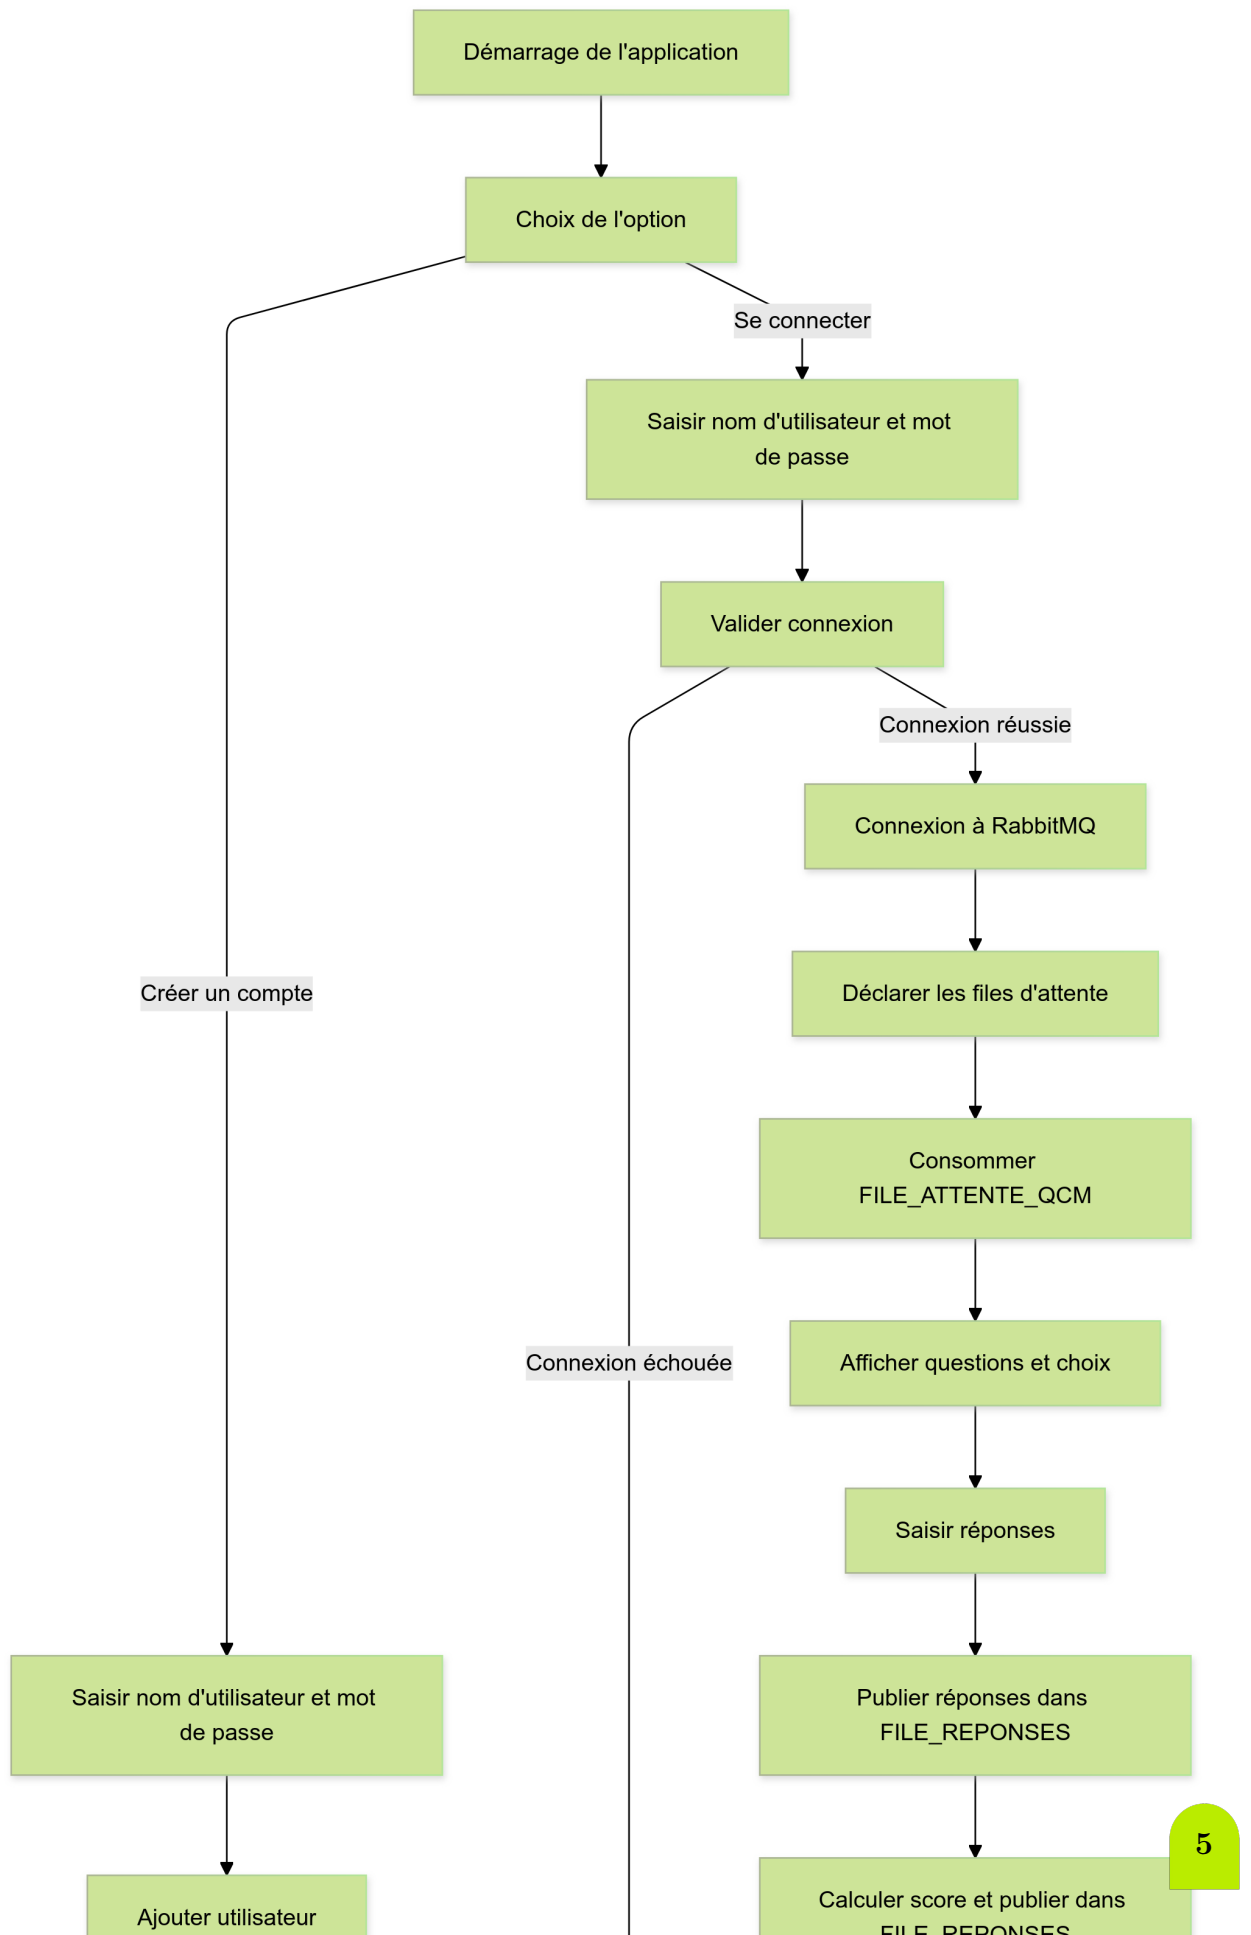 Démarrage de l'application
Choix de l'option
Se connecter
Saisir nom d'utilisateur et mot
de passe
Valider connexion
Connexion réussie
Connexion à RabbitMQ
Créer un compte
Déclarer les files d'attente
Consommer
FILE_ATTENTE_QCM
Connexion échouée
Afficher questions et choix
Saisir réponses
Saisir nom d'utilisateur et mot
de passe
Publier réponses dans
FILE_REPONSES
5
Ajouter utilisateur
Calculer score et publier dans
FILE_REPONSES